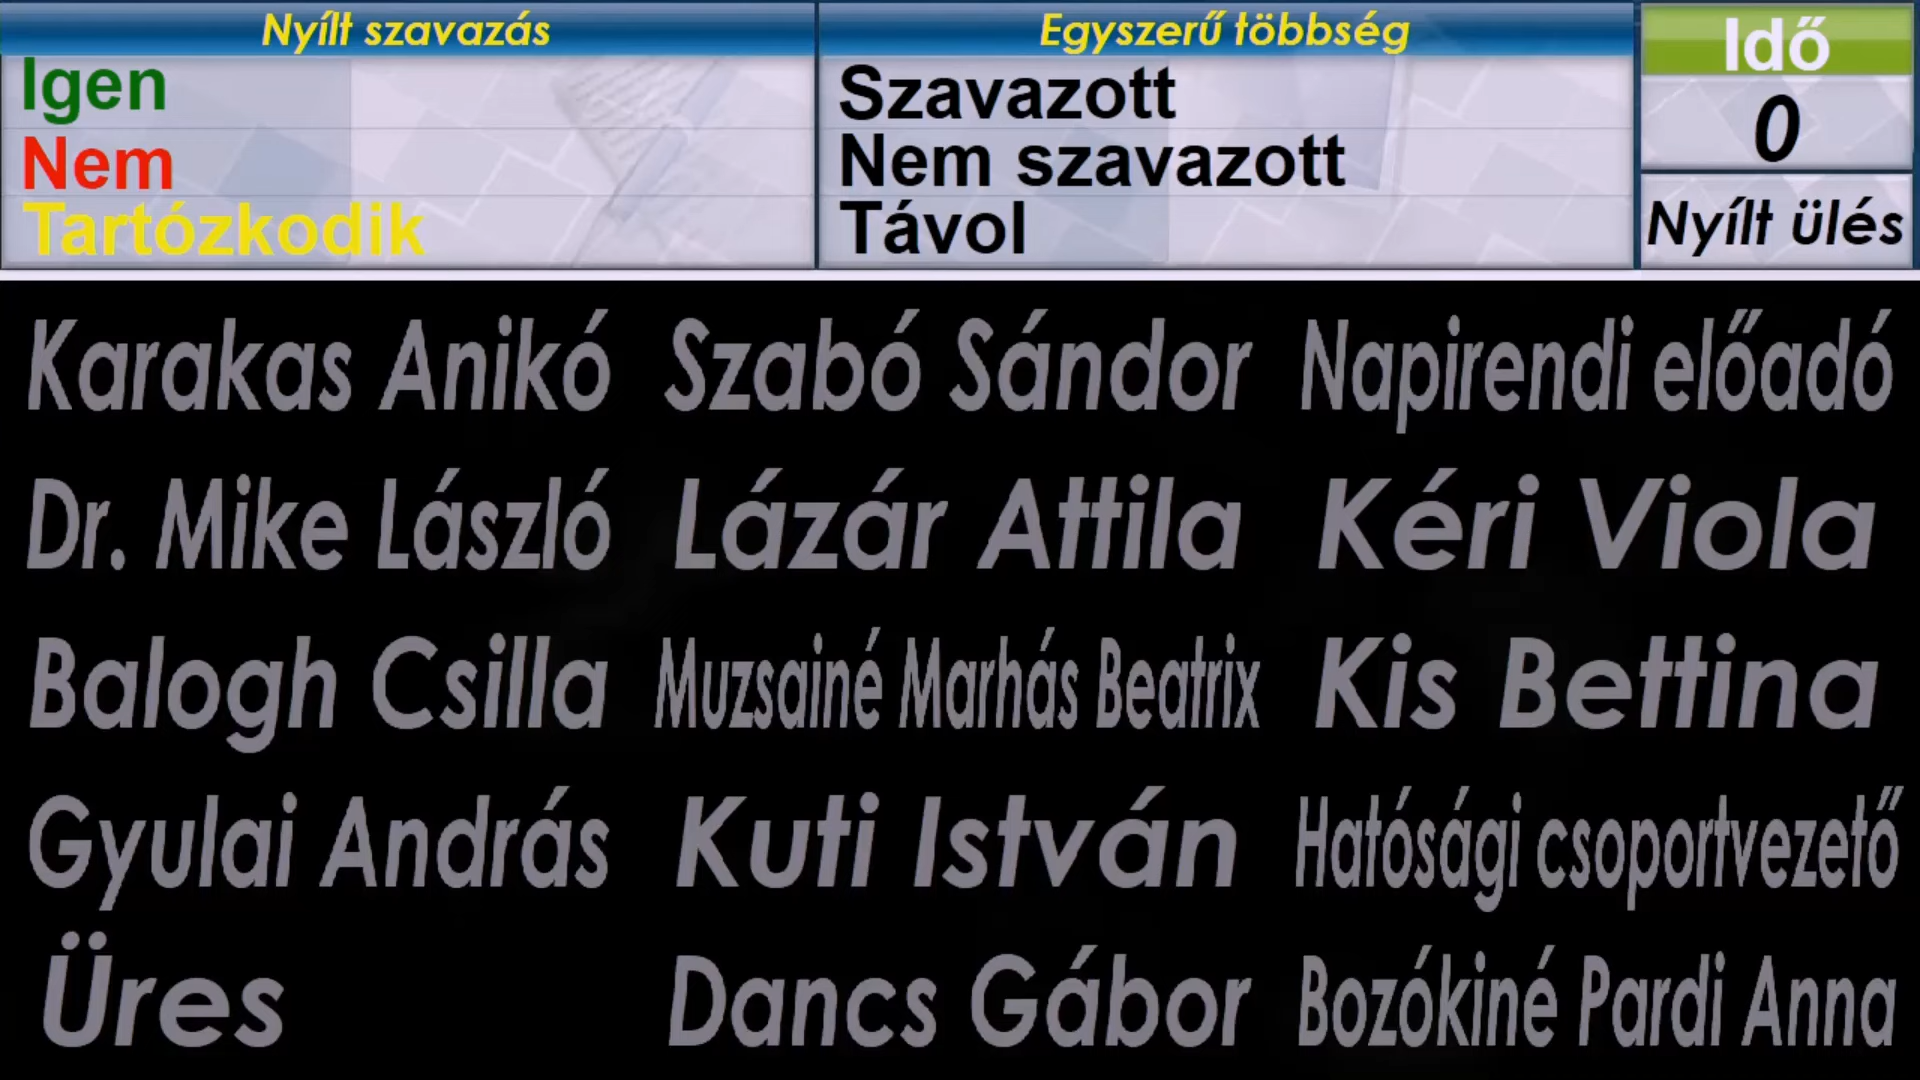 Nyílt szavazás
Igen
Nem
Tartózkodik
Egyszerű többség
Szavazott
Nem szavazott
Távol
Idő
0
Nyílt ülés
Karakas Anikó Szabó Sándor Napirendi előadó
Dr. Mike László Lázár Attila Kéri Viola
Balogh Csilla Muzsainé Marhás Beatrix Kis Bettina
Gyulai András Kuti István Hatósági csoportvezető
Üres Dancs Gábor Bozókiné Pardi Anna